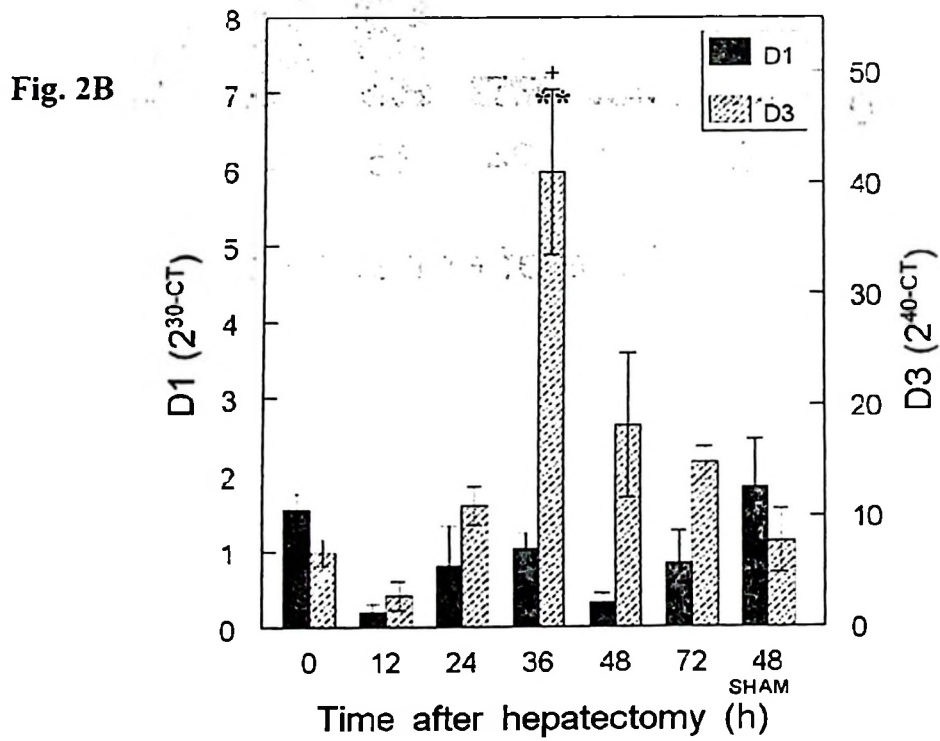 Fig. 2B
8
7
6
5
4
3
2
1
0
D1 (2^30-CT)
50
40
30
20
10
0
D3 (2^40-CT)
D1
D3
+
**
0 12 24 36 48 72 48
SHAM
Time after hepatectomy (h)